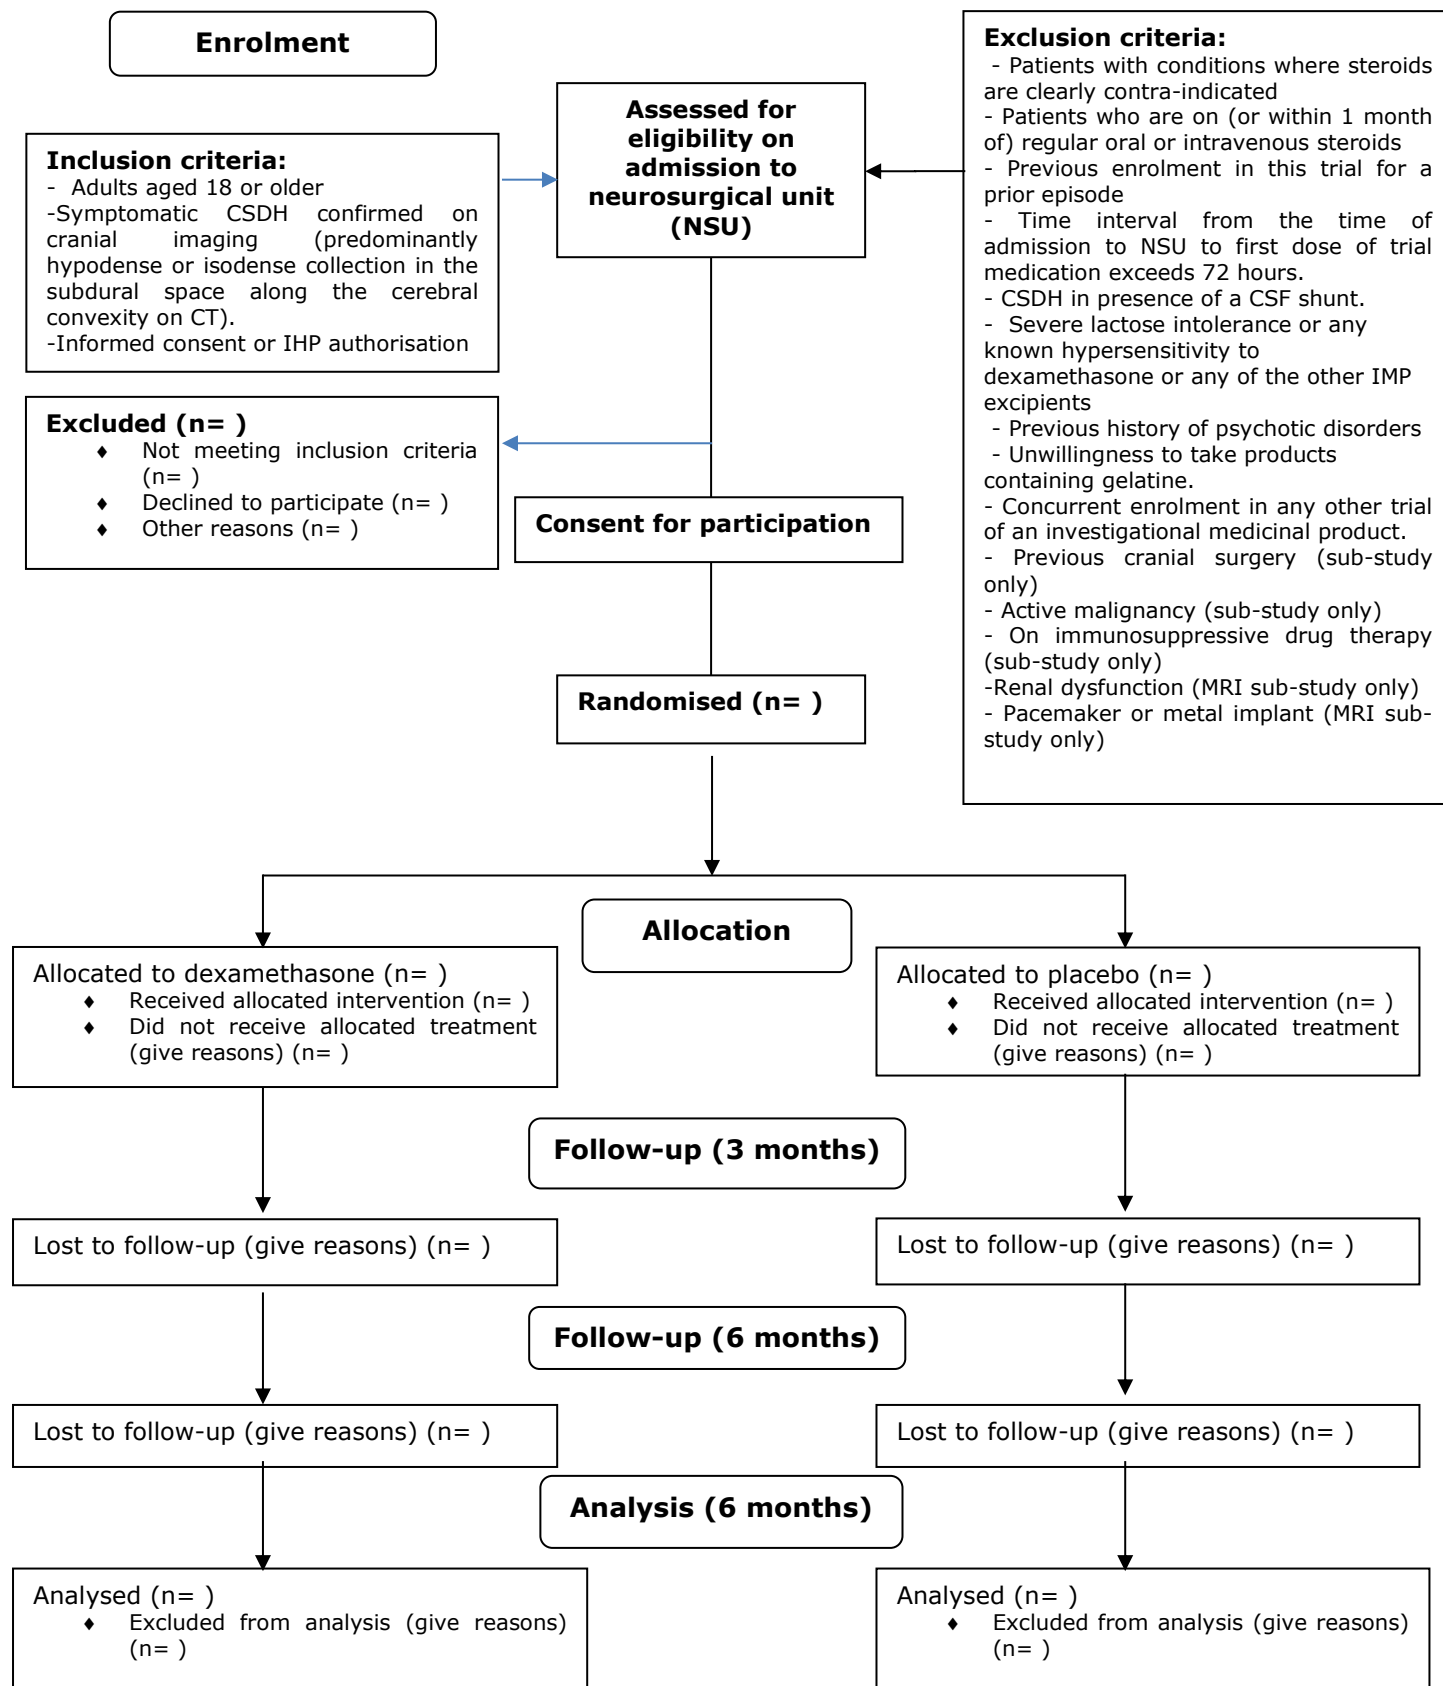 Enrolment
Assessed for
eligibility on
admission to
neurosurgical unit
(NSU)
Inclusion criteria:
- Adults aged 18 or older
-Symptomatic CSDH confirmed on
cranial imaging (predominantly
hypodense or isodense collection in the
subdural space along the cerebral
convexity on CT).
-Informed consent or IHP authorisation
Exclusion criteria:
- Patients with conditions where steroids
are clearly contra-indicated
- Patients who are on (or within 1 month
of) regular oral or intravenous steroids
- Previous enrolment in this trial for a
prior episode
- Time interval from the time of
admission to NSU to first dose of trial
medication exceeds 72 hours.
- CSDH in presence of a CSF shunt.
- Severe lactose intolerance or any
known hypersensitivity to
dexamethasone or any of the other IMP
excipients
- Previous history of psychotic disorders
- Unwillingness to take products
containing gelatine.
- Concurrent enrolment in any other trial
of an investigational medicinal product.
- Previous cranial surgery (sub-study
only)
- Active malignancy (sub-study only)
- On immunosuppressive drug therapy
(sub-study only)
-Renal dysfunction (MRI sub-study only)
- Pacemaker or metal implant (MRI sub-
study only)
Excluded (n= )
♦ Not meeting inclusion criteria
(n= )
♦ Declined to participate (n= )
♦ Other reasons (n= )
Consent for participation
Randomised (n= )
Allocation
Allocated to dexamethasone (n= )
♦ Received allocated intervention (n= )
♦ Did not receive allocated treatment
(give reasons) (n= )
Allocated to placebo (n= )
♦ Received allocated intervention (n= )
♦ Did not receive allocated treatment
(give reasons) (n= )
Follow-up (3 months)
Lost to follow-up (give reasons) (n= )
Lost to follow-up (give reasons) (n= )
Follow-up (6 months)
Lost to follow-up (give reasons) (n= )
Lost to follow-up (give reasons) (n= )
Analysis (6 months)
Analysed (n= )
♦ Excluded from analysis (give reasons)
(n= )
Analysed (n= )
♦ Excluded from analysis (give reasons)
(n= )